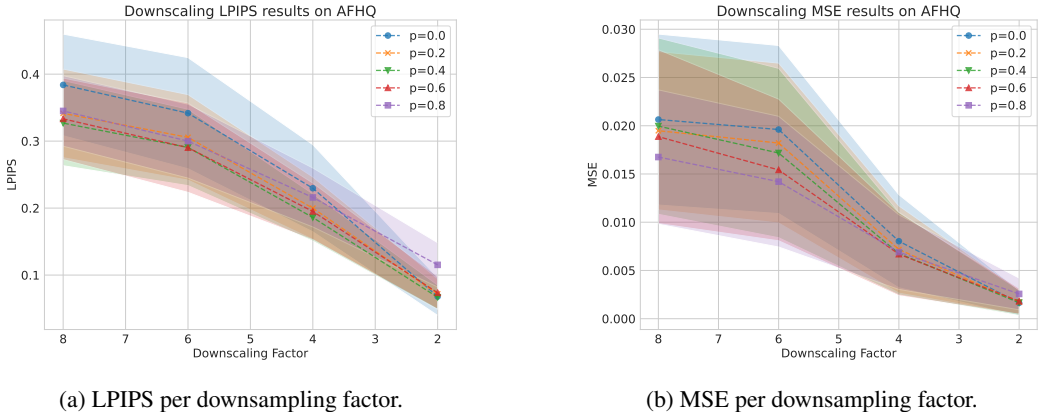 Downscaling LPIPS results on AFHQ
p=0.0
p=0.2
p=0.4
p=0.6
p=0.8
0.4
0.3
0.2
0.1
LPIPS
8 7 6 5 4 3 2
Downscaling Factor
(a) LPIPS per downsampling factor.
Downscaling MSE results on AFHQ
p=0.0
p=0.2
p=0.4
p=0.6
p=0.8
0.030
0.025
0.020
0.015
0.010
0.005
0.000
MSE
8 7 6 5 4 3 2
Downscaling Factor
(b) MSE per downsampling factor.